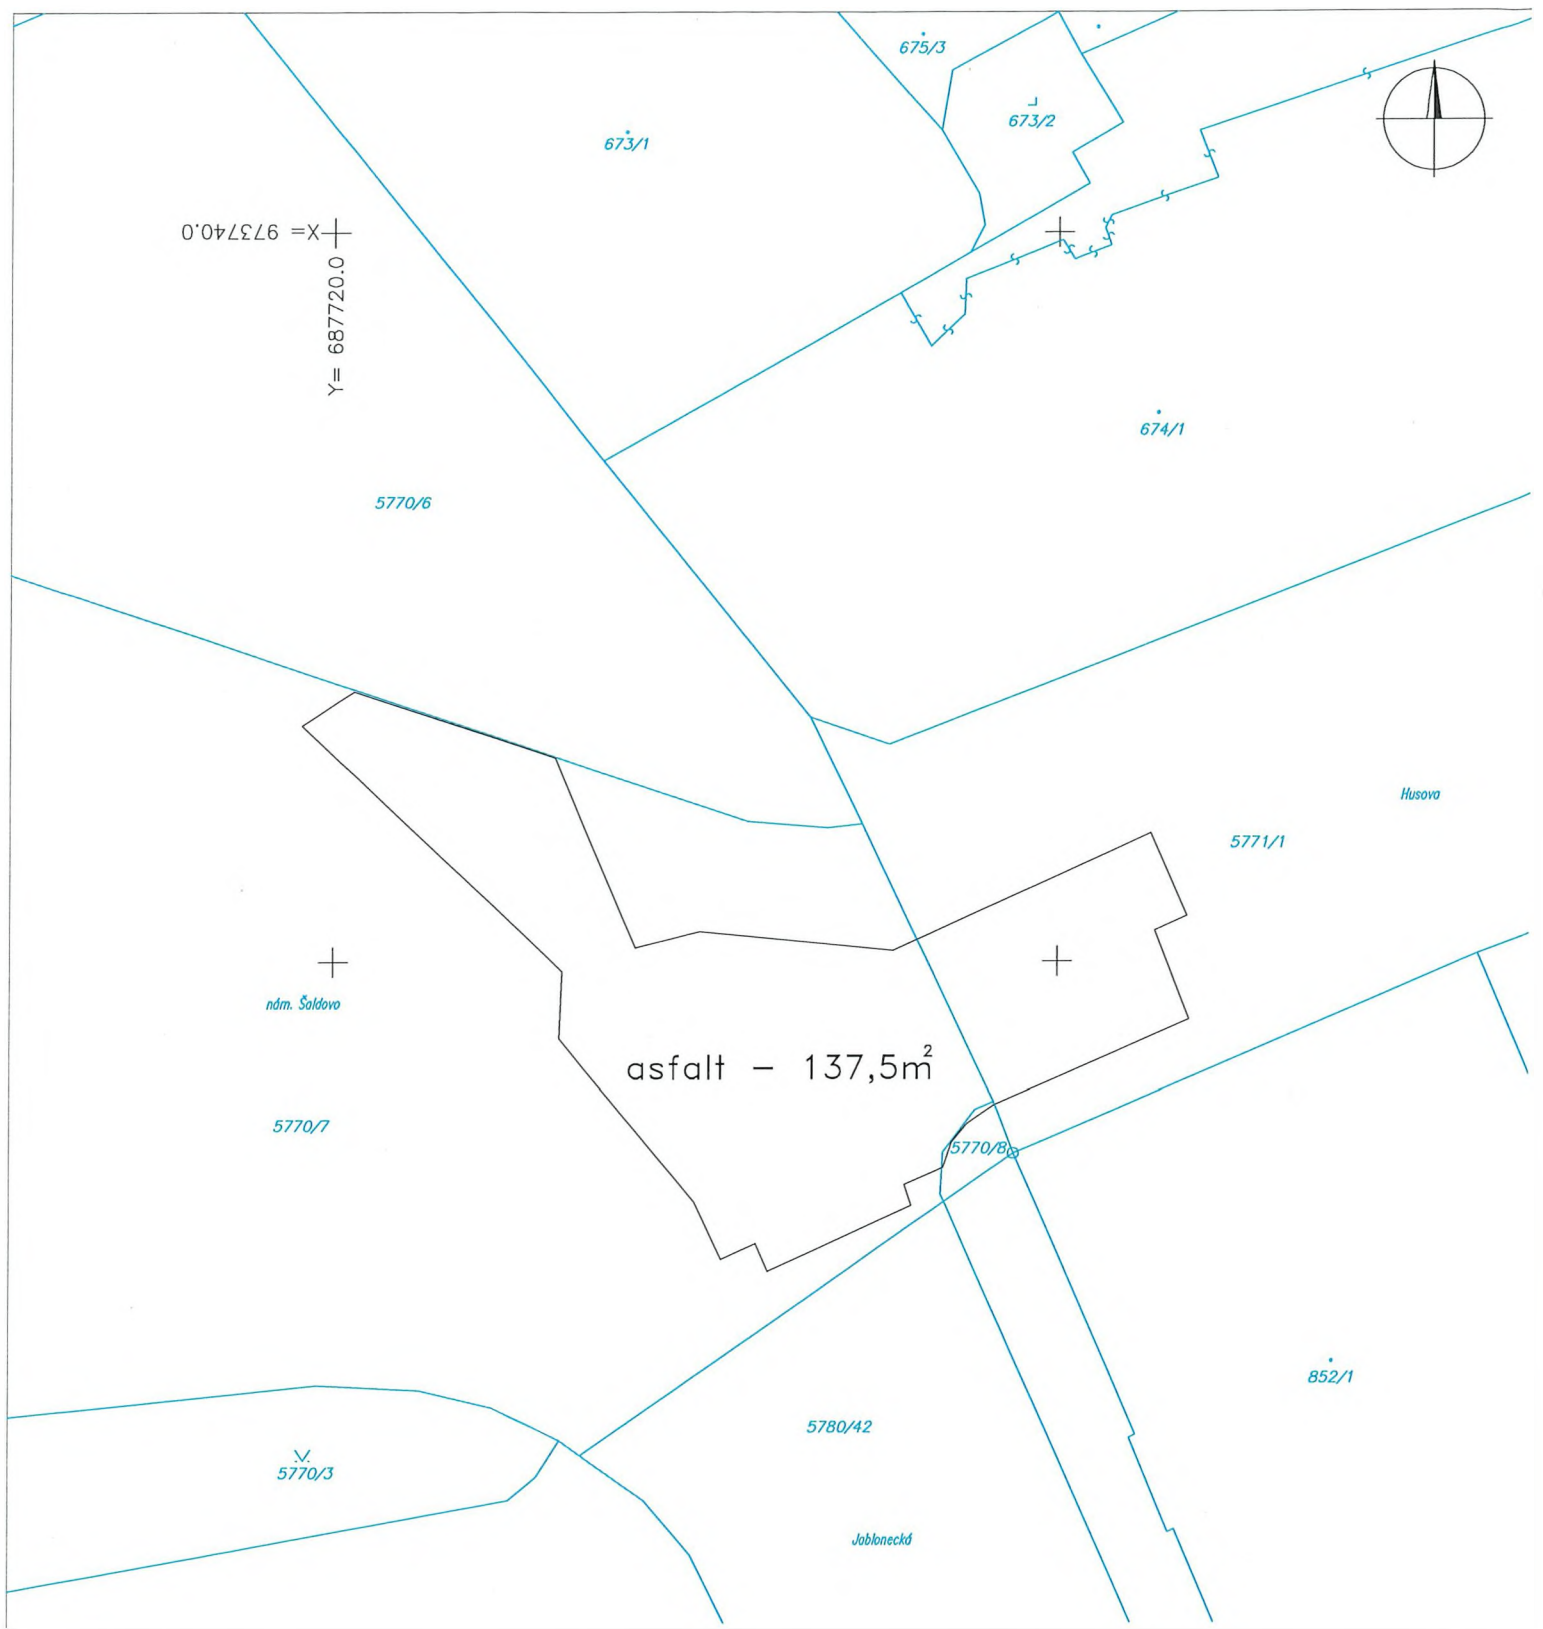 675/3
673/2
673/1
X= 973740.0
Y= 687720.0
674/1
5770/6
Husova
5771/1
nám. Šaldovo
asfalt – 137,5m²
5770/7
5770/8
852/1
5780/42
5770/3
Jablonecká